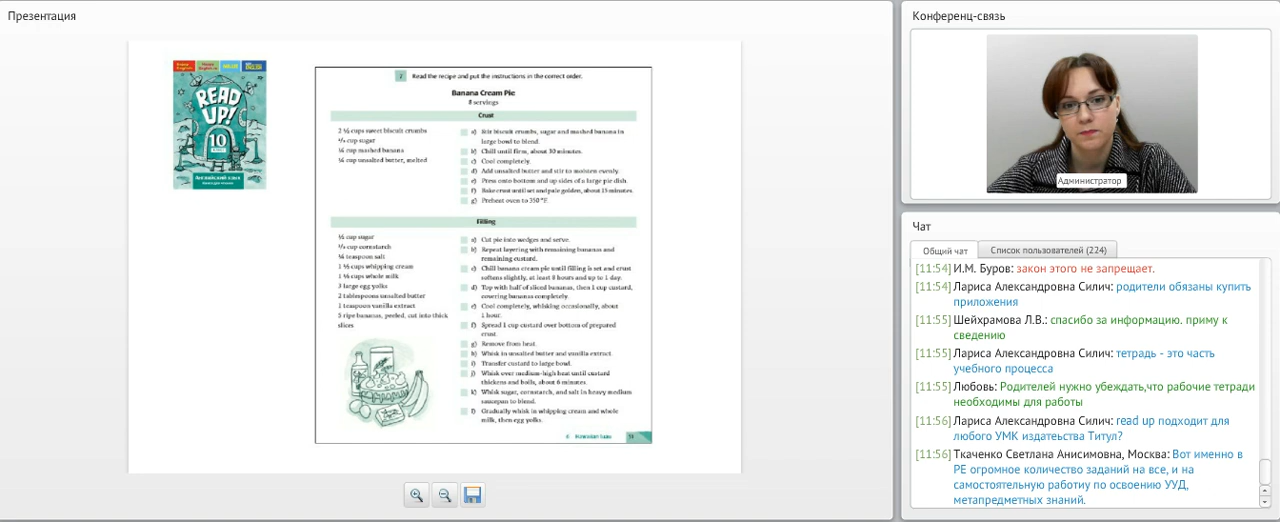 Презентация
READ UP!
10
Английский язык
7 Read the recipe and put the instructions in the correct order.
Banana Cream Pie
8 servings
Crust
2 ¼ cups sweet biscuit crumbs
cup sugar
¼ cup mashed banana
¼ cup unsalted butter, melted
a) Stir biscuit crumbs, sugar and mashed banana in
large bowl to blend.
b) Chill until firm, about 30 minutes.
c) Cool completely.
d) Add unsalted butter and stir to moisten evenly.
e) Press onto bottom and up sides of a large pie dish.
f) Bake crust until set and pale golden, about 15 minutes.
g) Preheat oven to 350 °F.
Filling
cup sugar
cup cornstarch
teaspoon salt
1 cups whipping cream
1 cups whole milk
3 large egg yolks
2 tablespoons unsalted butter
1 teaspoon vanilla extract
5 ripe bananas, peeled, cut into thick
slices
a) Cut pie into wedges and serve.
b) Repeat layering with remaining bananas and
remaining custard.
c) Chill banana cream pie until filling is set and crust
softens slightly, at least 8 hours and up to 1 day.
d) Top with half of sliced bananas, then 1 cup custard,
covering bananas completely.
e) Cool completely, whisking occasionally, about
1 hour.
f) Spread 1 cup custard over bottom of prepared
crust.
g) Remove from heat.
h) Whisk in unsalted butter and vanilla extract.
i) Transfer custard to large bowl.
j) Whisk over medium-high heat until custard
thickens and boils, about 6 minutes.
k) Whisk sugar, cornstarch, and salt in heavy medium
saucepan to blend.
l) Gradually whisk in whipping cream and whole
milk, then egg yolks.
Конференц-связь
Администратор
Чат
Общий чат
Список пользователей (224)
[11:54] И.М. Буров: закон этого не запрещает.
[11:54] Лариса Александровна Силич: родители обязаны купить
приложения
[11:55] Шейхрамова Л.В.: спасибо за информацию. приму к
сведению
[11:55] Лариса Александровна Силич: тетрадь - это часть
учебного процесса
[11:55] Любовь: Родителей нужно убеждать,что рабочие тетради
необходимы для работы
[11:56] Лариса Александровна Силич: read up подходит для
любого УМК издатеьства Титул?
[11:56] Ткаченко Светлана Анисимовна, Москва: Вот именно в
РЕ огромное количество заданий на все, и на
самостоятельную работиу по освоению УУД,
метапредметных знаний.